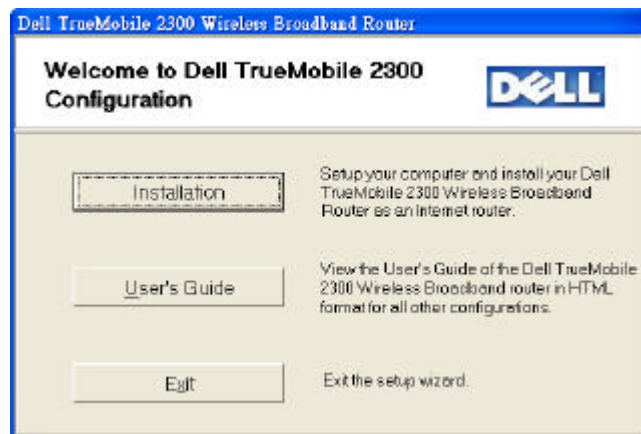 Dell TrueMobile 2300 Wireless Broadband Router
Welcome to Dell TrueMobile 2300
Configuration
DELL
Installation
Setup your computer and install your Dell
TrueMobile 2300 Wireless Broadband
Router as an Internet router.
User's Guide
View the User's Guide of the Dell TrueMobile
2300 Wireless Broadband router in HTML
format for all other configurations.
Exit
Exit the setup wizard.